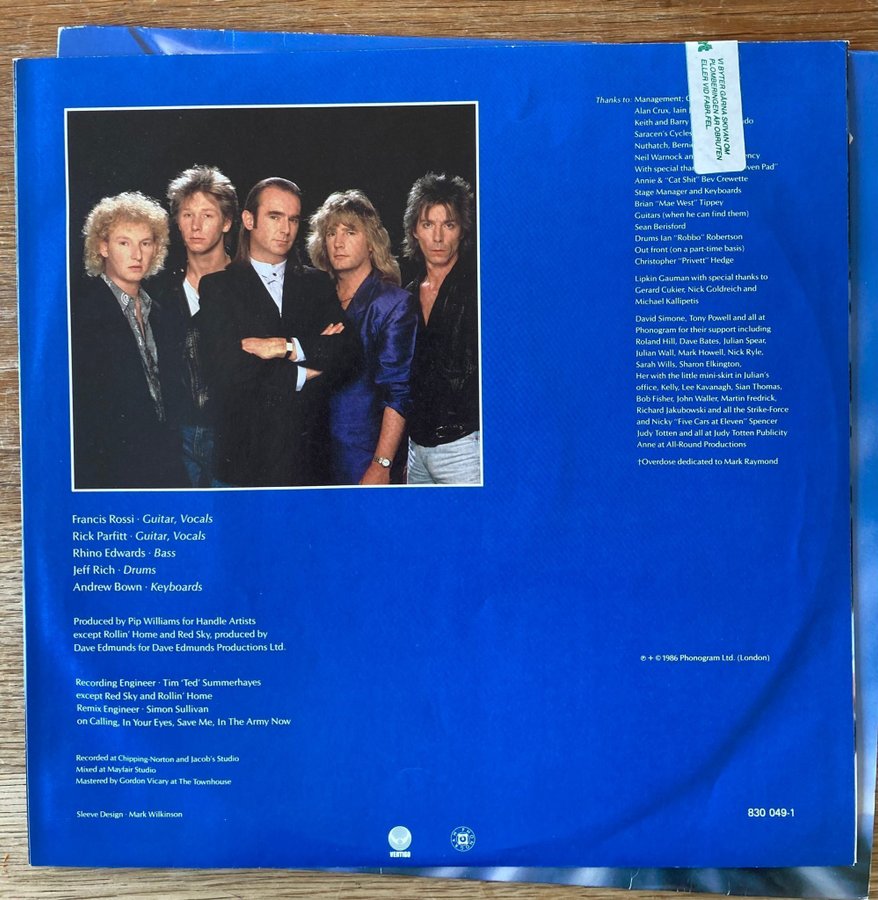 Francis Rossi · Guitar, Vocals
Rick Parfitt · Guitar, Vocals
Rhino Edwards · Bass
Jeff Rich · Drums
Andrew Bown · Keyboards
Produced by Pip Williams for Handle Artists
except Rollin' Home and Red Sky, produced by
Dave Edmunds for Dave Edmunds Productions Ltd.
Recording Engineer · Tim 'Ted' Summerhayes
except Red Sky and Rollin' Home
Remix Engineer · Simon Sullivan
on Calling, In Your Eyes, Save Me, In The Army Now
Recorded at Chipping-Norton and Jacob's Studio
Mixed at Mayfair Studio
Mastered by Gordon Vicary at The Townhouse
Sleeve Design · Mark Wilkinson
VERTIGO
PHONOGRAM
Thanks to: Management;
Alan Crux, Iain
Keith and Barry
Saracen's Cycles
Nuthatch,
Neil Warnock
With special Pad"
Annie & "Cat Shit" Bev Crewette
Stage Manager and Keyboards
Brian "Mae West" Tippey
Guitars (when he can find them)
Sean Berisford
Drums Ian "Robbo" Robertson
Out front (on a part-time basis)
Christopher "Privett" Hedge
Lipkin Gauman with special thanks to
Gerard Cukier, Nick Goldreich and
Michael Kallipetis
David Simone, Tony Powell and all at
Phonogram for their support including
Roland Hill, Dave Bates, Julian Spear,
Julian Wall, Mark Howell, Nick Ryle,
Sarah Wills, Sharon Elkington,
Her with the little mini-skirt in Julian's
office, Kelly, Lee Kavanagh, Sian Thomas,
Bob Fisher, John Waller, Martin Fredrick,
Richard Jakubowski and all the Strike-Force
and Nicky "Five Cars at Eleven" Spencer
Judy Totten and all at Judy Totten Publicity
Anne at All-Round Productions
†Overdose dedicated to Mark Raymond
VI BYTER GÄRNA SKIVAN OM
PLOMBERINGEN ÄR OBRUTEN
ELLER VID FABR.FEL.
℗ + © 1986 Phonogram Ltd. (London)
830 049-1